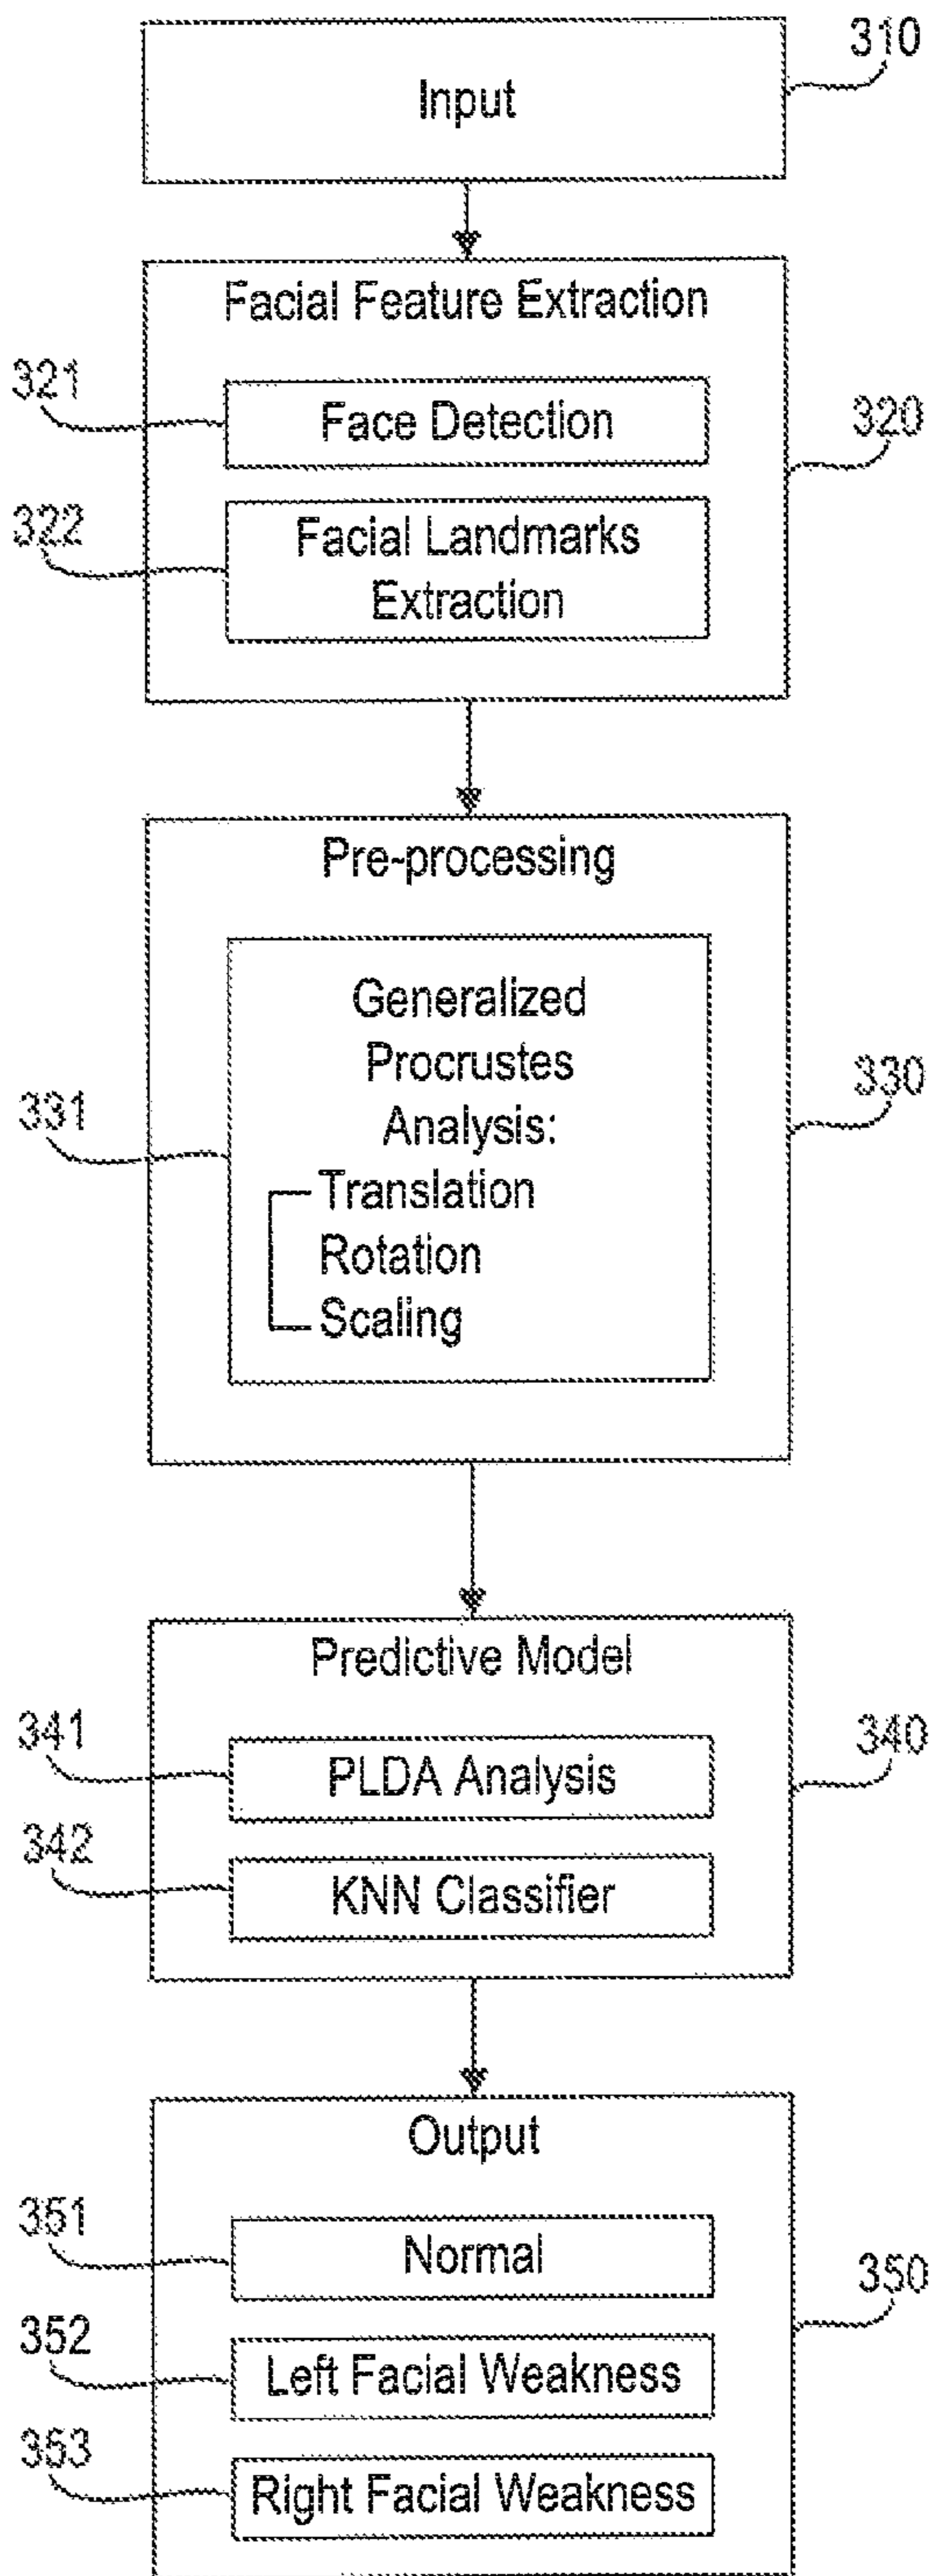 310
Input
Facial Feature Extraction
321
Face Detection
320
322
Facial Landmarks
Extraction
Pre-processing
Generalized
Procrustes
330
331
Analysis:
Translation
Rotation
Scaling
Predictive Model
341
PLDA Analysis
340
342
KNN Classifier
Output
351
Normal
350
352
Left Facial Weakness
353
Right Facial Weakness